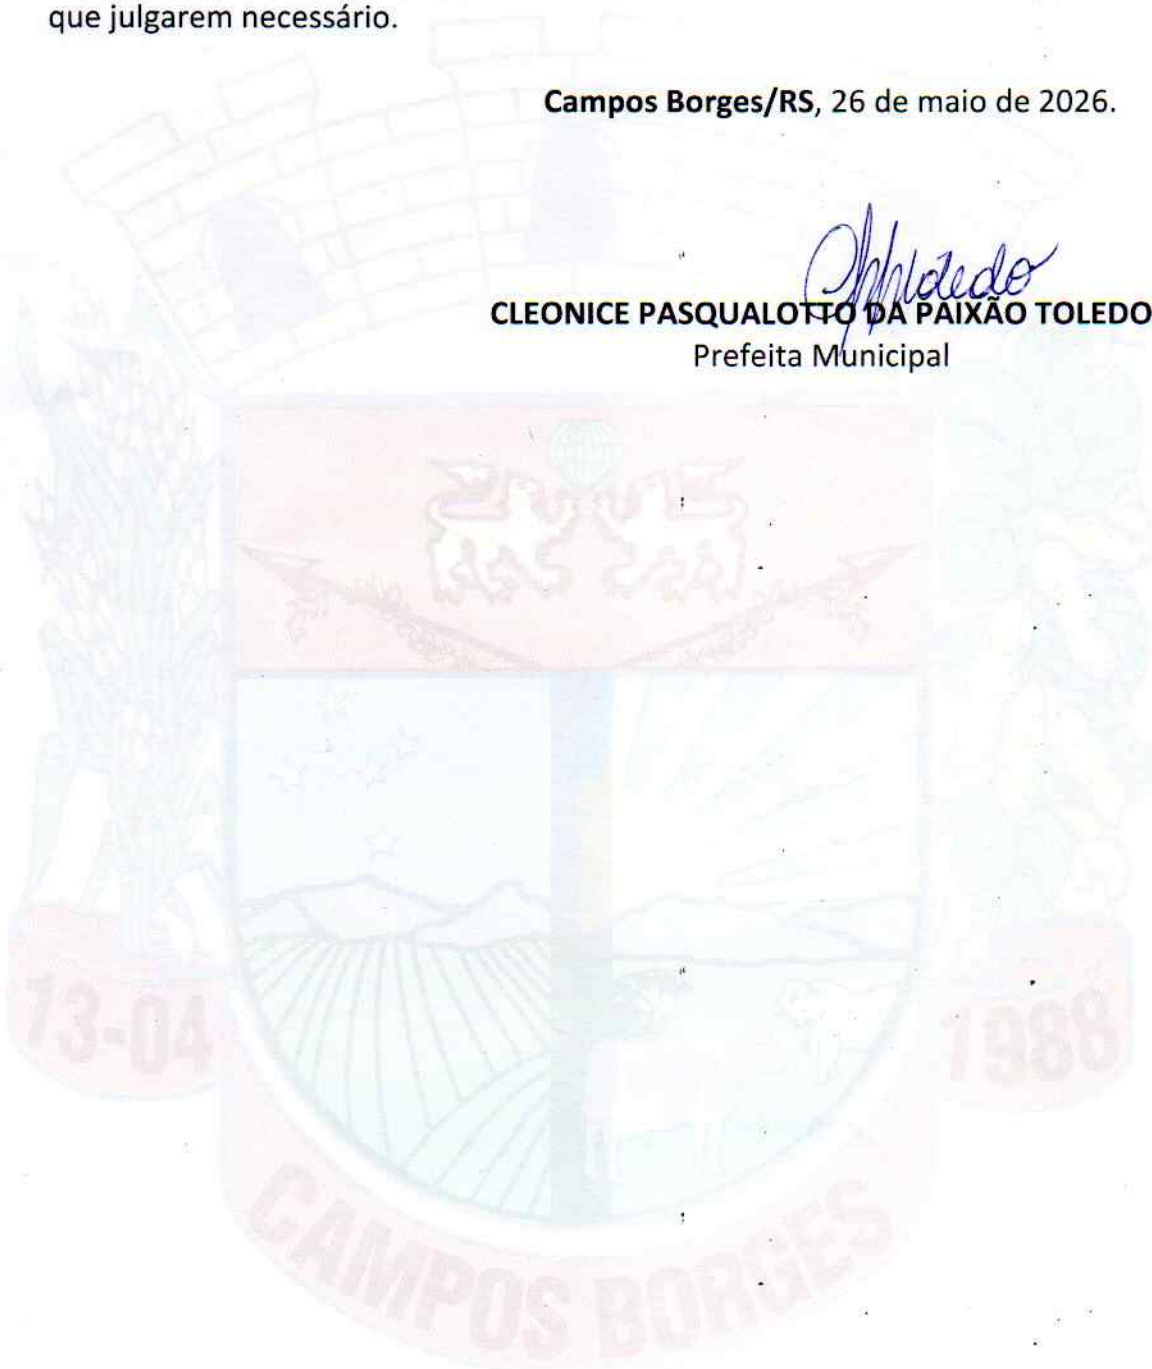 que julgarem necessário.
Campos Borges/RS, 26 de maio de 2026.
CLEONICE PASQUALOTTO DA PAIXÃO TOLEDO
Prefeita Municipal
13-04
1988
CAMPOS BORGES